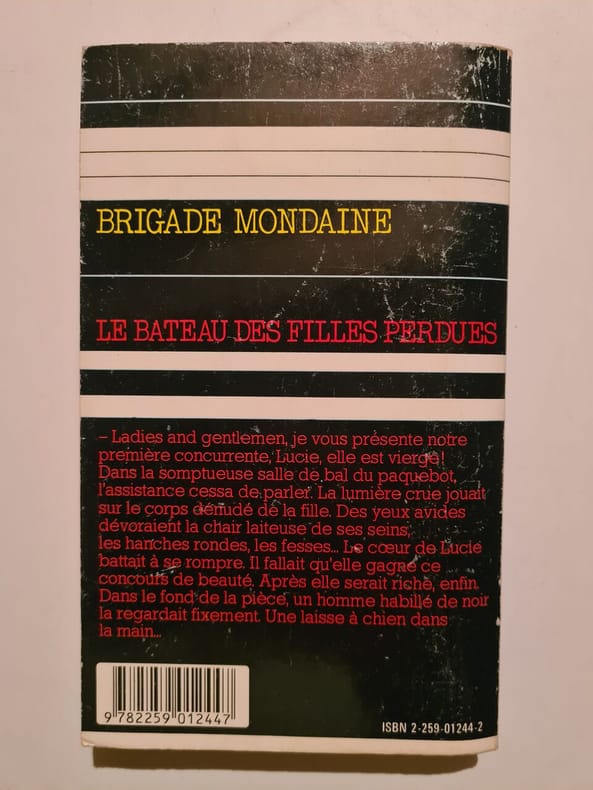 BRIGADE MONDAINE
LE BATEAU DES FILLES PERDUES
– Ladies and gentlemen, je vous présente notre
première concurrente, Lucie, elle est vierge!
Dans la somptueuse salle de bal du paquebot,
l'assistance cessa de parler. La lumière crue jouait
sur le corps dénudé de la fille. Des yeux avides
dévoraient la chair laiteuse de ses seins,
les hanches rondes, les fesses... Le cœur de Lucie
battait à se rompre. Il fallait qu'elle gagne ce
concours de beauté. Après elle serait riche, enfin.
Dans le fond de la pièce, un homme habillé de noir
la regardait fixement. Une laisse à chien dans
la main...
9 782259 012447
ISBN 2-259-01244-2